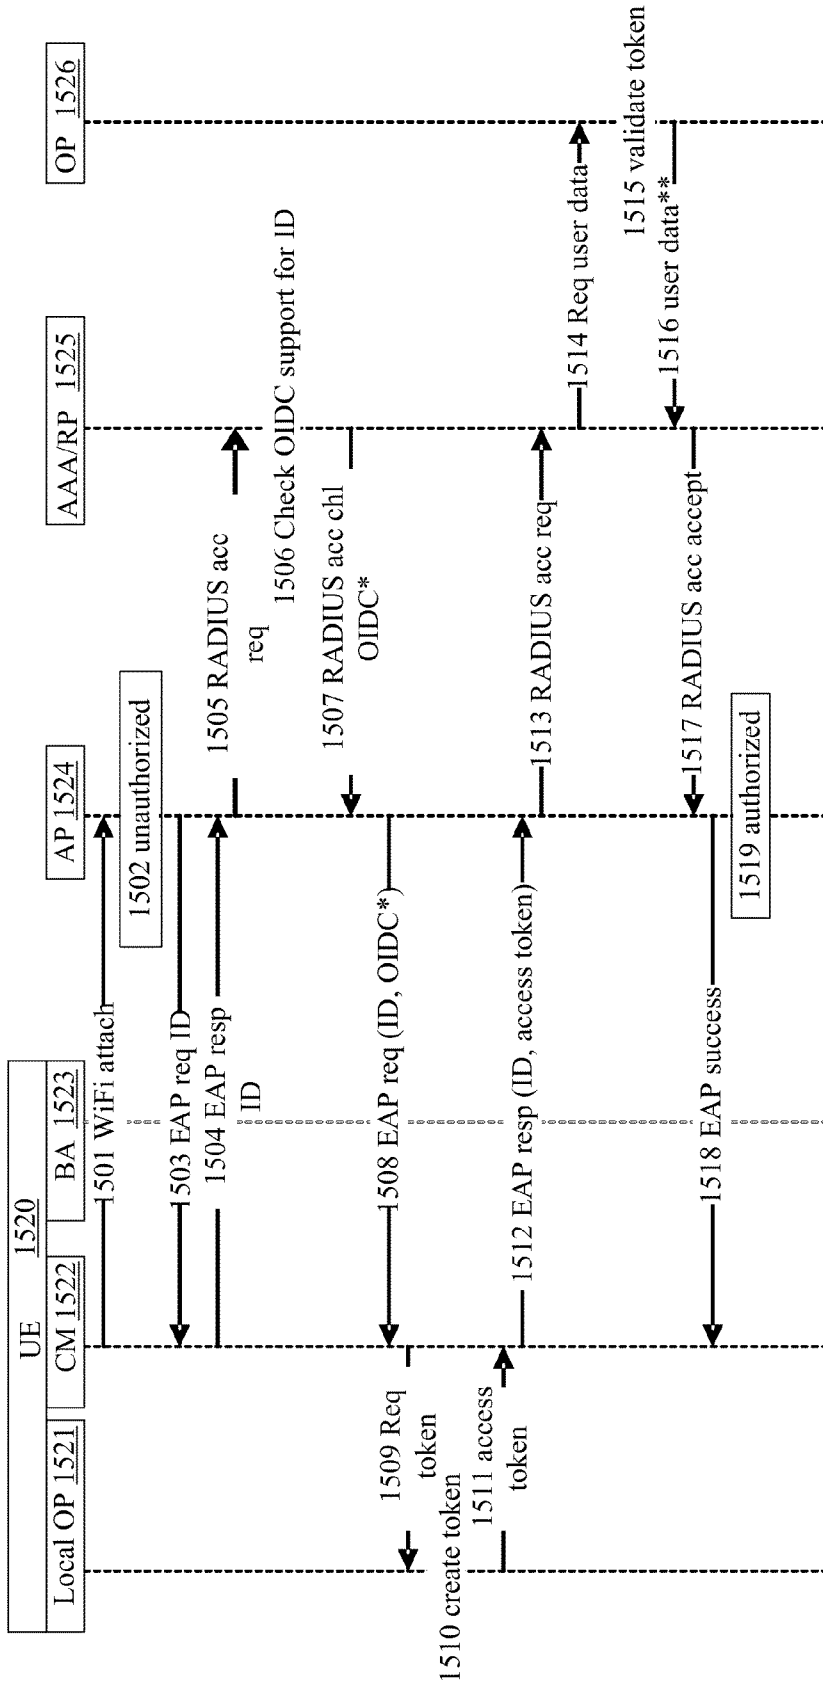 UE 1520
Local OP 1521
CM 1522
BA 1523
AP 1524
AAA/RP 1525
OP 1526
1501 WiFi attach
1502 unauthorized
1503 EAP req ID
1504 EAP resp
ID
1505 RADIUS acc
req
1506 Check OIDC support for ID
1507 RADIUS acc chl
OIDC*
1508 EAP req (ID, OIDC*)
1509 Req
token
1510 create token
1511 access
token
1512 EAP resp (ID, access token)
1513 RADIUS acc req
1514 Req user data
1515 validate token
1516 user data**
1517 RADIUS acc accept
1518 EAP success
1519 authorized